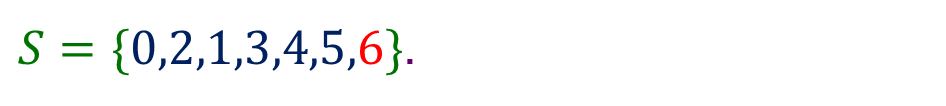 S = {0,2,1,3,4,5,6}.